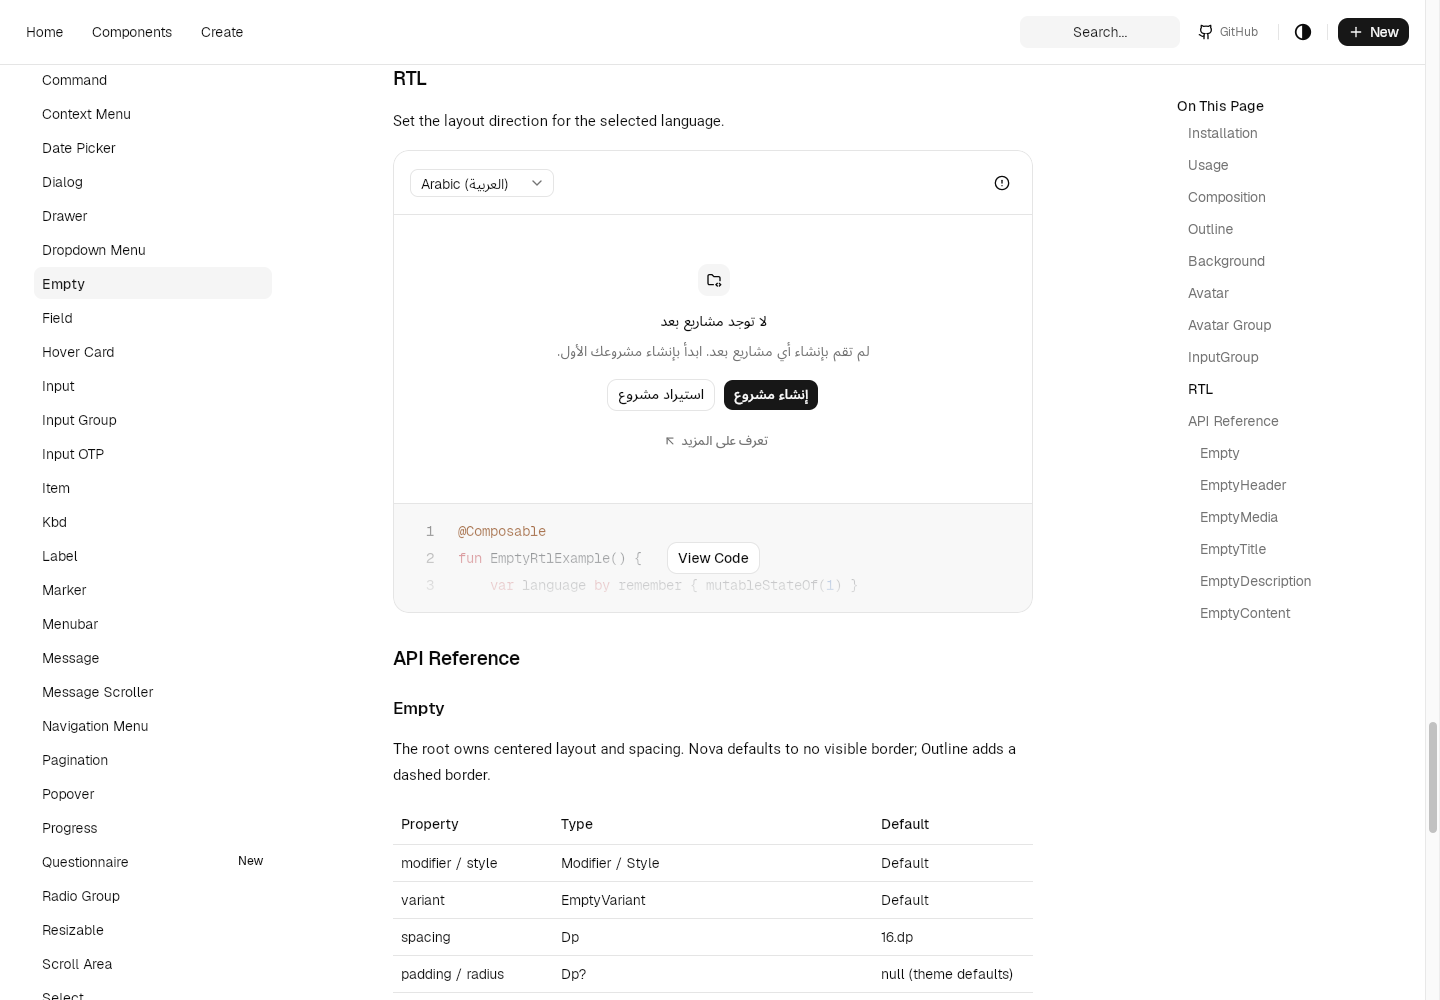 Home
Components
Create
Search...
GitHub
New
Command
Context Menu
Date Picker
Dialog
Drawer
Dropdown Menu
Empty
Field
Hover Card
Input
Input Group
Input OTP
Item
Kbd
Label
Marker
Menubar
Message
Message Scroller
Navigation Menu
Pagination
Popover
Progress
Questionnaire New
Radio Group
Resizable
Scroll Area
Select
RTL
Set the layout direction for the selected language.
Arabic (العربية)
لا توجد مشاريع بعد
لم تقم بإنشاء أي مشاريع بعد. ابدأ بإنشاء مشروعك الأول.
إنشاء مشروع
استيراد مشروع
تعرف على المزيد
1 @Composable
2 fun EmptyRtlExample() {
View Code
3 var language by remember { mutableStateOf(1) }
API Reference
Empty
The root owns centered layout and spacing. Nova defaults to no visible border; Outline adds a
dashed border.
Property Type Default
modifier / style Modifier / Style Default
variant EmptyVariant Default
spacing Dp 16.dp
padding / radius Dp? null (theme defaults)
On This Page
Installation
Usage
Composition
Outline
Background
Avatar
Avatar Group
InputGroup
RTL
API Reference
Empty
EmptyHeader
EmptyMedia
EmptyTitle
EmptyDescription
EmptyContent